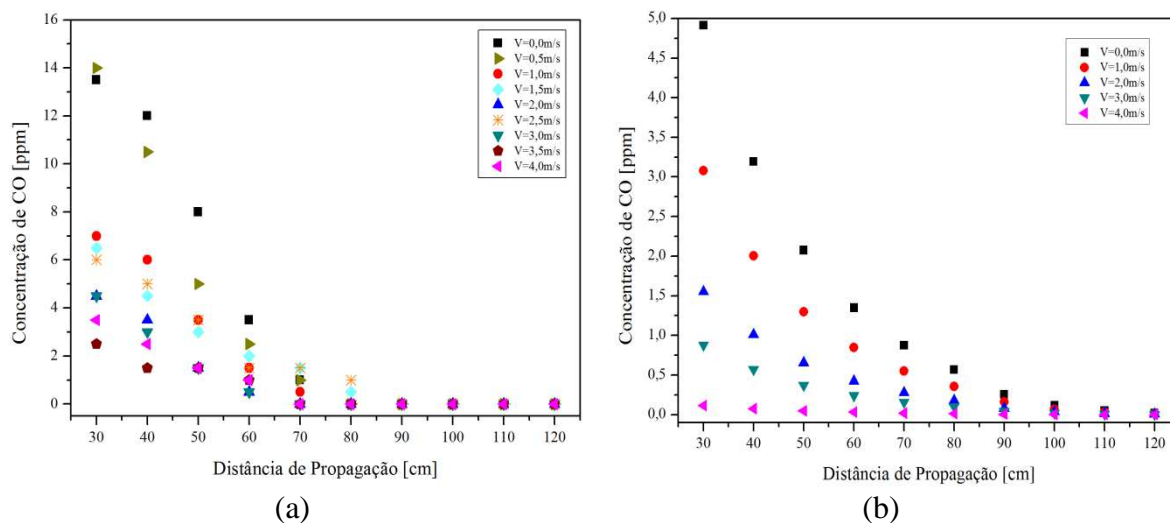 Concentração de CO [ppm]
16
14
12
10
8
6
4
2
0
V=0,0m/s
V=0,5m/s
V=1,0m/s
V=1,5m/s
V=2,0m/s
V=2,5m/s
V=3,0m/s
V=3,5m/s
V=4,0m/s
30 40 50 60 70 80 90 100 110 120
Distância de Propagação [cm]
(a)
Concentração de CO [ppm]
5,0
4,5
4,0
3,5
3,0
2,5
2,0
1,5
1,0
0,5
0,0
V=0,0m/s
V=1,0m/s
V=2,0m/s
V=3,0m/s
V=4,0m/s
30 40 50 60 70 80 90 100 110 120
Distância de Propagação [cm]
(b)